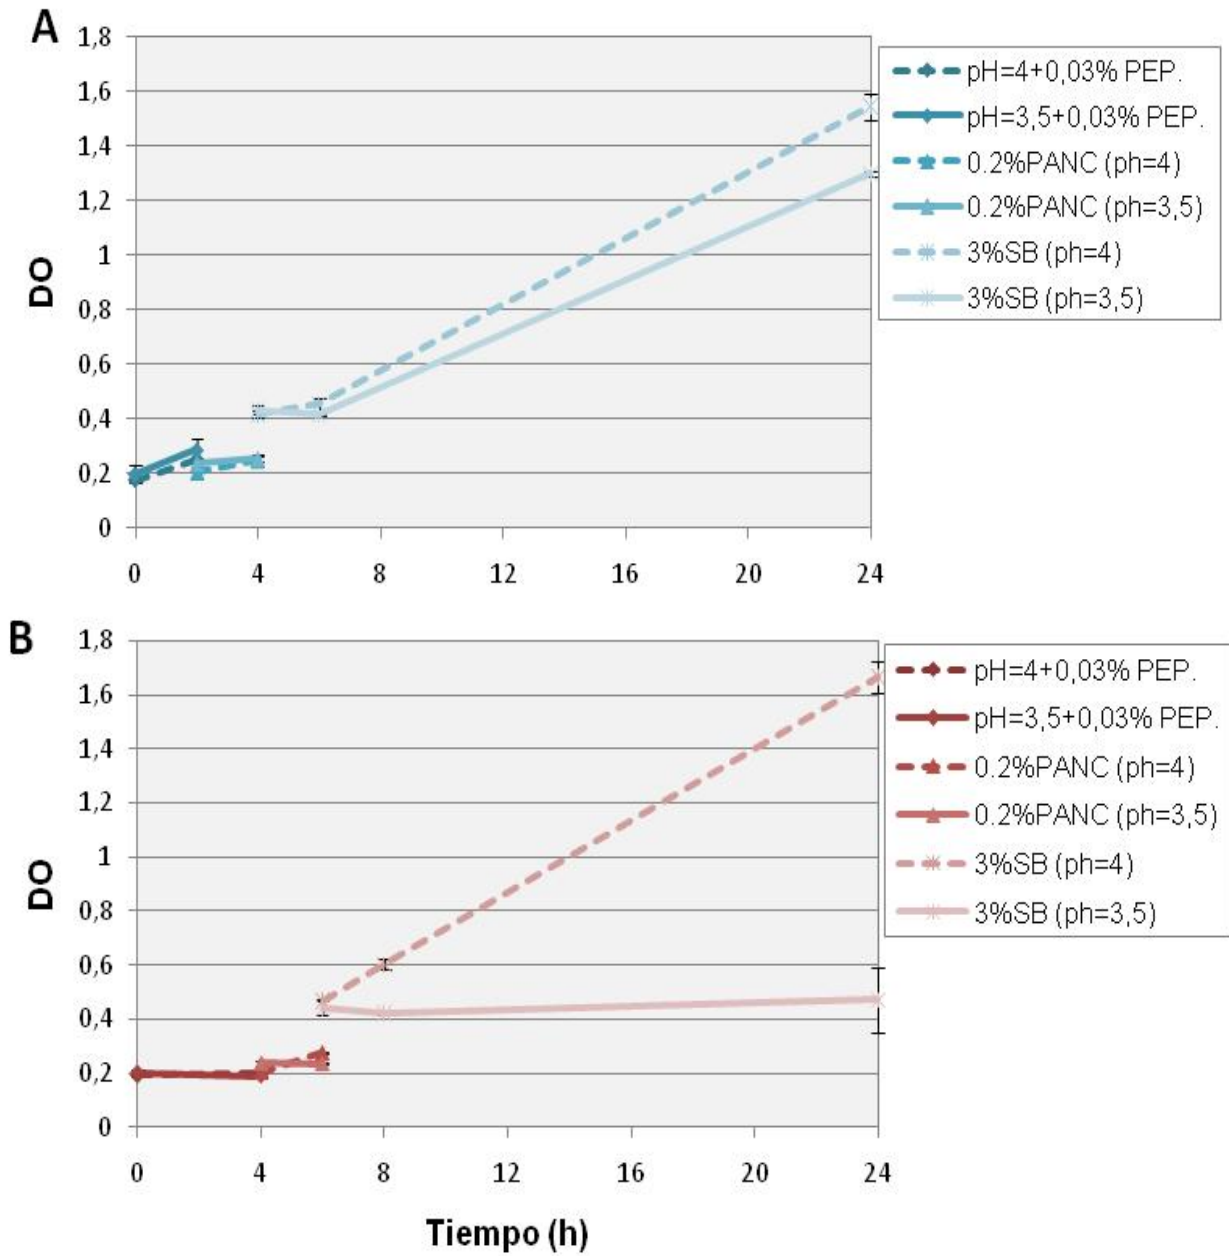 A
1,8
1,6
1,4
1,2
1
0,8
0,6
0,4
0,2
0
DO
0 4 8 12 16 20 24
pH=4+0,03% PEP.
pH=3,5+0,03% PEP.
0.2%PANC (ph=4)
0.2%PANC (ph=3,5)
3%SB (ph=4)
3%SB (ph=3,5)
B
1,8
1,6
1,4
1,2
1
0,8
0,6
0,4
0,2
0
DO
0 4 8 12 16 20 24
Tiempo (h)
pH=4+0,03% PEP.
pH=3,5+0,03% PEP.
0.2%PANC (ph=4)
0.2%PANC (ph=3,5)
3%SB (ph=4)
3%SB (ph=3,5)